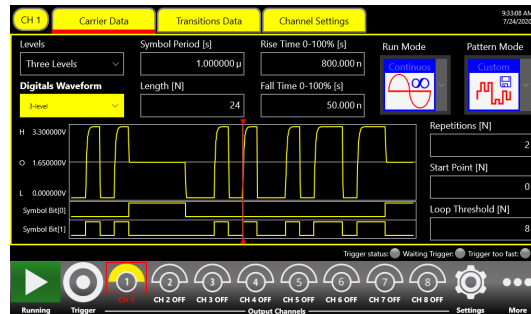 CH 1
Carrier Data
Transitions Data
Channel Settings
9:33:08 AM
7/24/2020
Levels
Symbol Period [s]
Rise Time 0-100% [s]
Run Mode
Pattern Mode
Three Levels
1.000000 µ
800.000 n
Continuos
Custom
Digitals Waveform
Length [N]
Fall Time 0-100% [s]
3-level
24
50.000 n
H 3.300000V
Repetitions [N]
2
O 1.650000V
Start Point [N]
0
L 0.000000V
Loop Threshold [N]
Symbol Bit[0]
8
Symbol Bit[1]
Trigger status: Waiting Trigger: Trigger too fast:
1 2 3 4 5 6 7 8
CH 1 CH 2 OFF CH 3 OFF CH 4 OFF CH 5 OFF CH 6 OFF CH 7 OFF CH 8 OFF
Running Trigger Output Channels Settings More